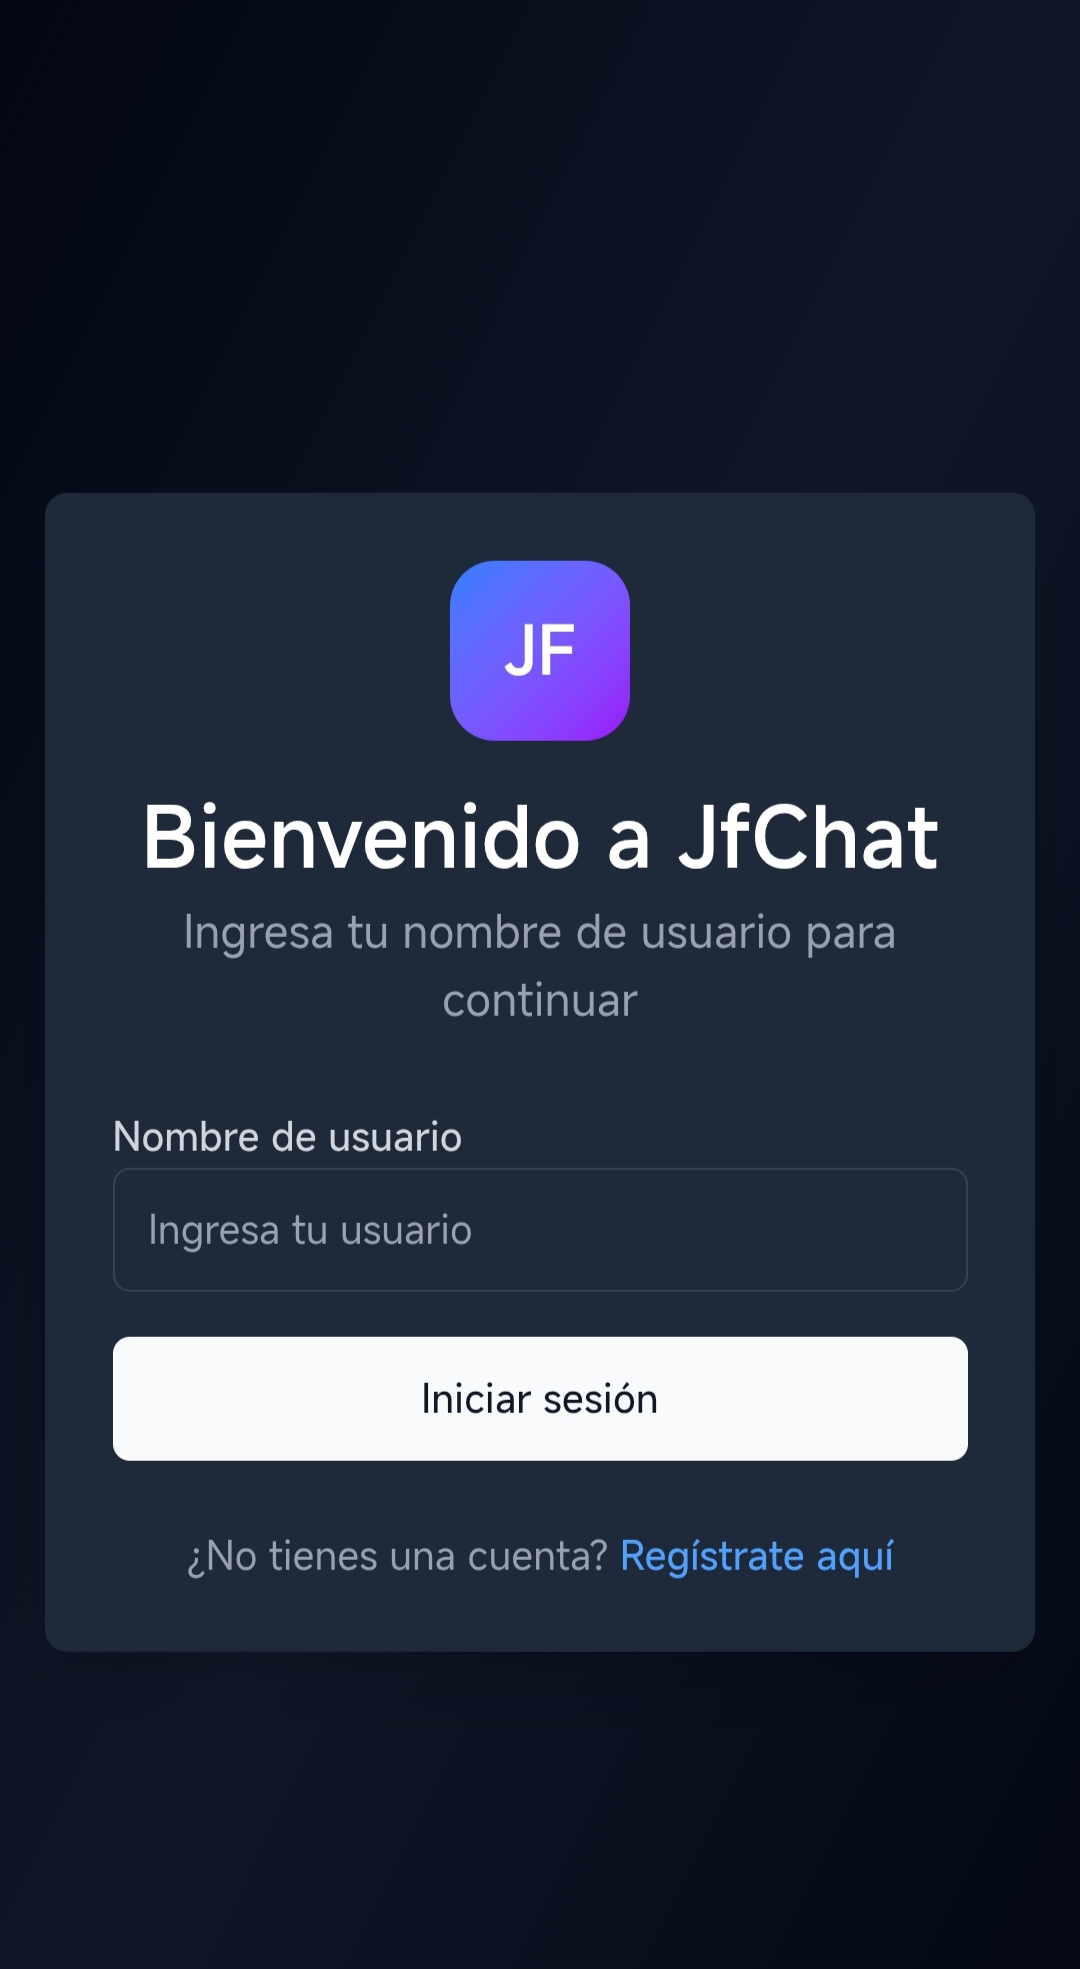 JF
Bienvenido a JfChat
Ingresa tu nombre de usuario para
continuar
Nombre de usuario
Ingresa tu usuario
Iniciar sesión
¿No tienes una cuenta? Regístrate aquí